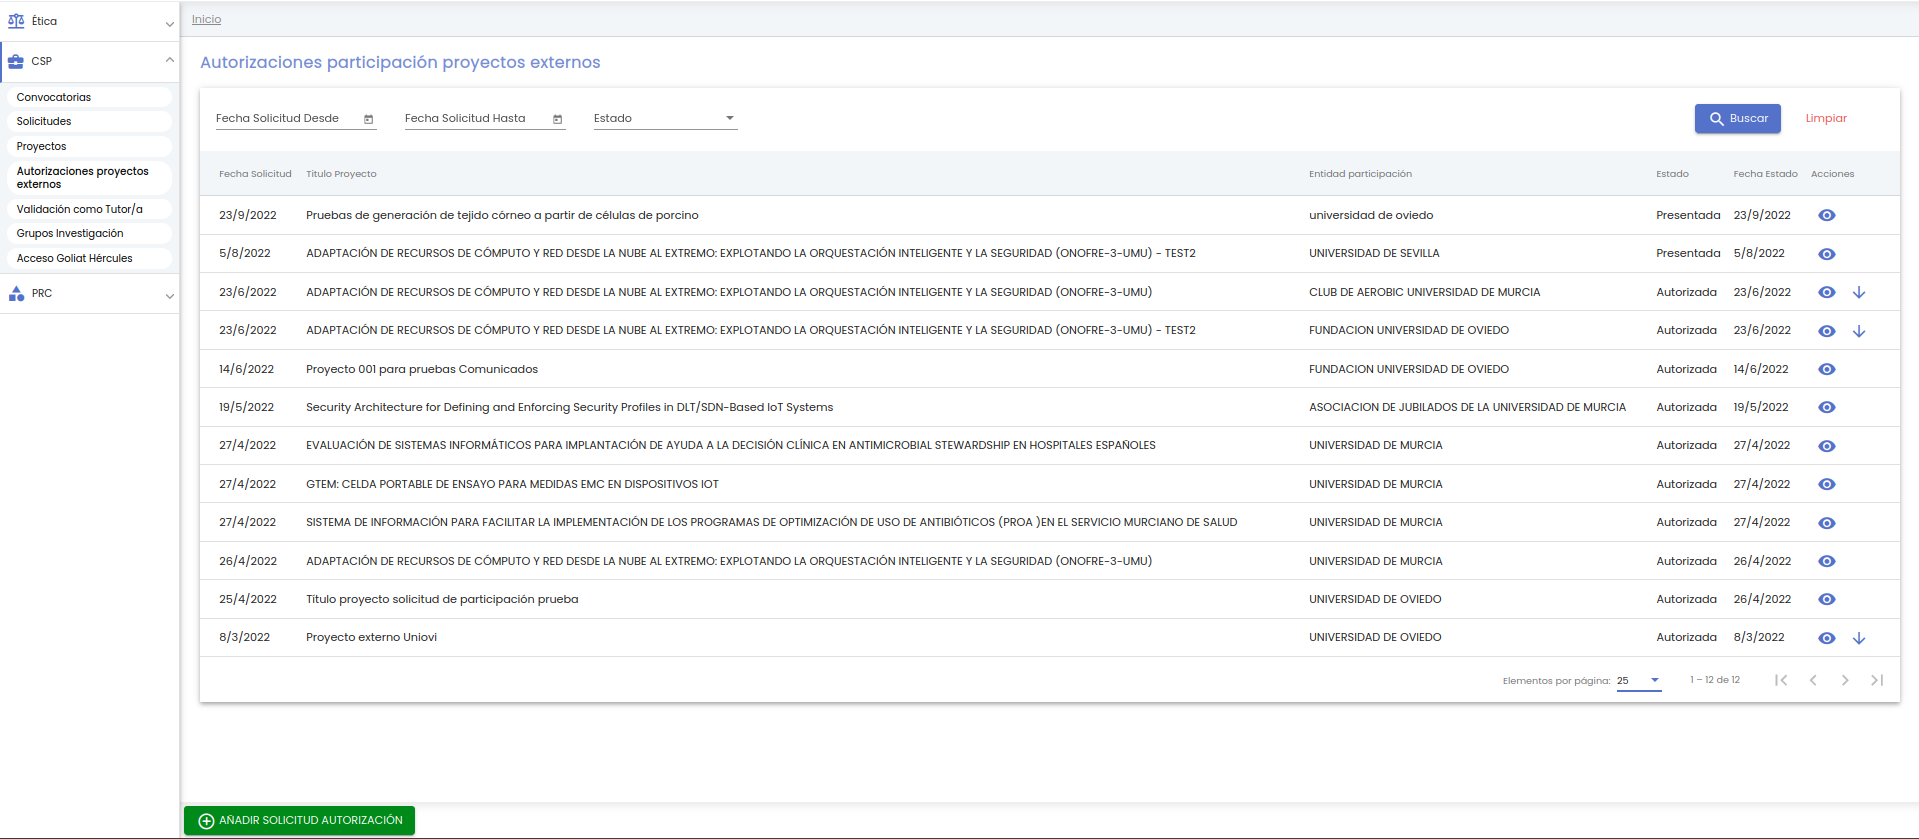 Ética
CSP
Convocatorias
Solicitudes
Proyectos
Autorizaciones proyectos
externos
Validación como Tutor/a
Grupos Investigación
Acceso Goliat Hércules
PRC
Inicio
Autorizaciones participación proyectos externos
Fecha Solicitud Desde Fecha Solicitud Hasta Estado Buscar Limpiar
Fecha Solicitud Título Proyecto Entidad participación Estado Fecha Estado Acciones
23/9/2022 Pruebas de generación de tejido córneo a partir de células de porcino universidad de oviedo Presentada 23/9/2022
5/8/2022 ADAPTACIÓN DE RECURSOS DE CÓMPUTO Y RED DESDE LA NUBE AL EXTREMO: EXPLOTANDO LA ORQUESTACIÓN INTELIGENTE Y LA SEGURIDAD (ONOFRE-3-UMU) - TEST2 UNIVERSIDAD DE SEVILLA Presentada 5/8/2022
23/6/2022 ADAPTACIÓN DE RECURSOS DE CÓMPUTO Y RED DESDE LA NUBE AL EXTREMO: EXPLOTANDO LA ORQUESTACIÓN INTELIGENTE Y LA SEGURIDAD (ONOFRE-3-UMU) CLUB DE AEROBIC UNIVERSIDAD DE MURCIA Autorizada 23/6/2022
23/6/2022 ADAPTACIÓN DE RECURSOS DE CÓMPUTO Y RED DESDE LA NUBE AL EXTREMO: EXPLOTANDO LA ORQUESTACIÓN INTELIGENTE Y LA SEGURIDAD (ONOFRE-3-UMU) - TEST2 FUNDACION UNIVERSIDAD DE OVIEDO Autorizada 23/6/2022
14/6/2022 Proyecto 001 para pruebas Comunicados FUNDACION UNIVERSIDAD DE OVIEDO Autorizada 14/6/2022
19/5/2022 Security Architecture for Defining and Enforcing Security Profiles in DLT/SDN-Based IoT Systems ASOCIACION DE JUBILADOS DE LA UNIVERSIDAD DE MURCIA Autorizada 19/5/2022
27/4/2022 EVALUACIÓN DE SISTEMAS INFORMÁTICOS PARA IMPLANTACIÓN DE AYUDA A LA DECISIÓN CLÍNICA EN ANTIMICROBIAL STEWARDSHIP EN HOSPITALES ESPAÑOLES UNIVERSIDAD DE MURCIA Autorizada 27/4/2022
27/4/2022 GTEM: CELDA PORTABLE DE ENSAYO PARA MEDIDAS EMC EN DISPOSITIVOS IOT UNIVERSIDAD DE MURCIA Autorizada 27/4/2022
27/4/2022 SISTEMA DE INFORMACIÓN PARA FACILITAR LA IMPLEMENTACIÓN DE LOS PROGRAMAS DE OPTIMIZACIÓN DE USO DE ANTIBIÓTICOS (PROA )EN EL SERVICIO MURCIANO DE SALUD UNIVERSIDAD DE MURCIA Autorizada 27/4/2022
26/4/2022 ADAPTACIÓN DE RECURSOS DE CÓMPUTO Y RED DESDE LA NUBE AL EXTREMO: EXPLOTANDO LA ORQUESTACIÓN INTELIGENTE Y LA SEGURIDAD (ONOFRE-3-UMU) UNIVERSIDAD DE MURCIA Autorizada 26/4/2022
25/4/2022 Título proyecto solicitud de participación prueba UNIVERSIDAD DE OVIEDO Autorizada 26/4/2022
8/3/2022 Proyecto externo Uniovi UNIVERSIDAD DE OVIEDO Autorizada 8/3/2022
Elementos por página: 25 1 – 12 de 12
AÑADIR SOLICITUD AUTORIZACIÓN